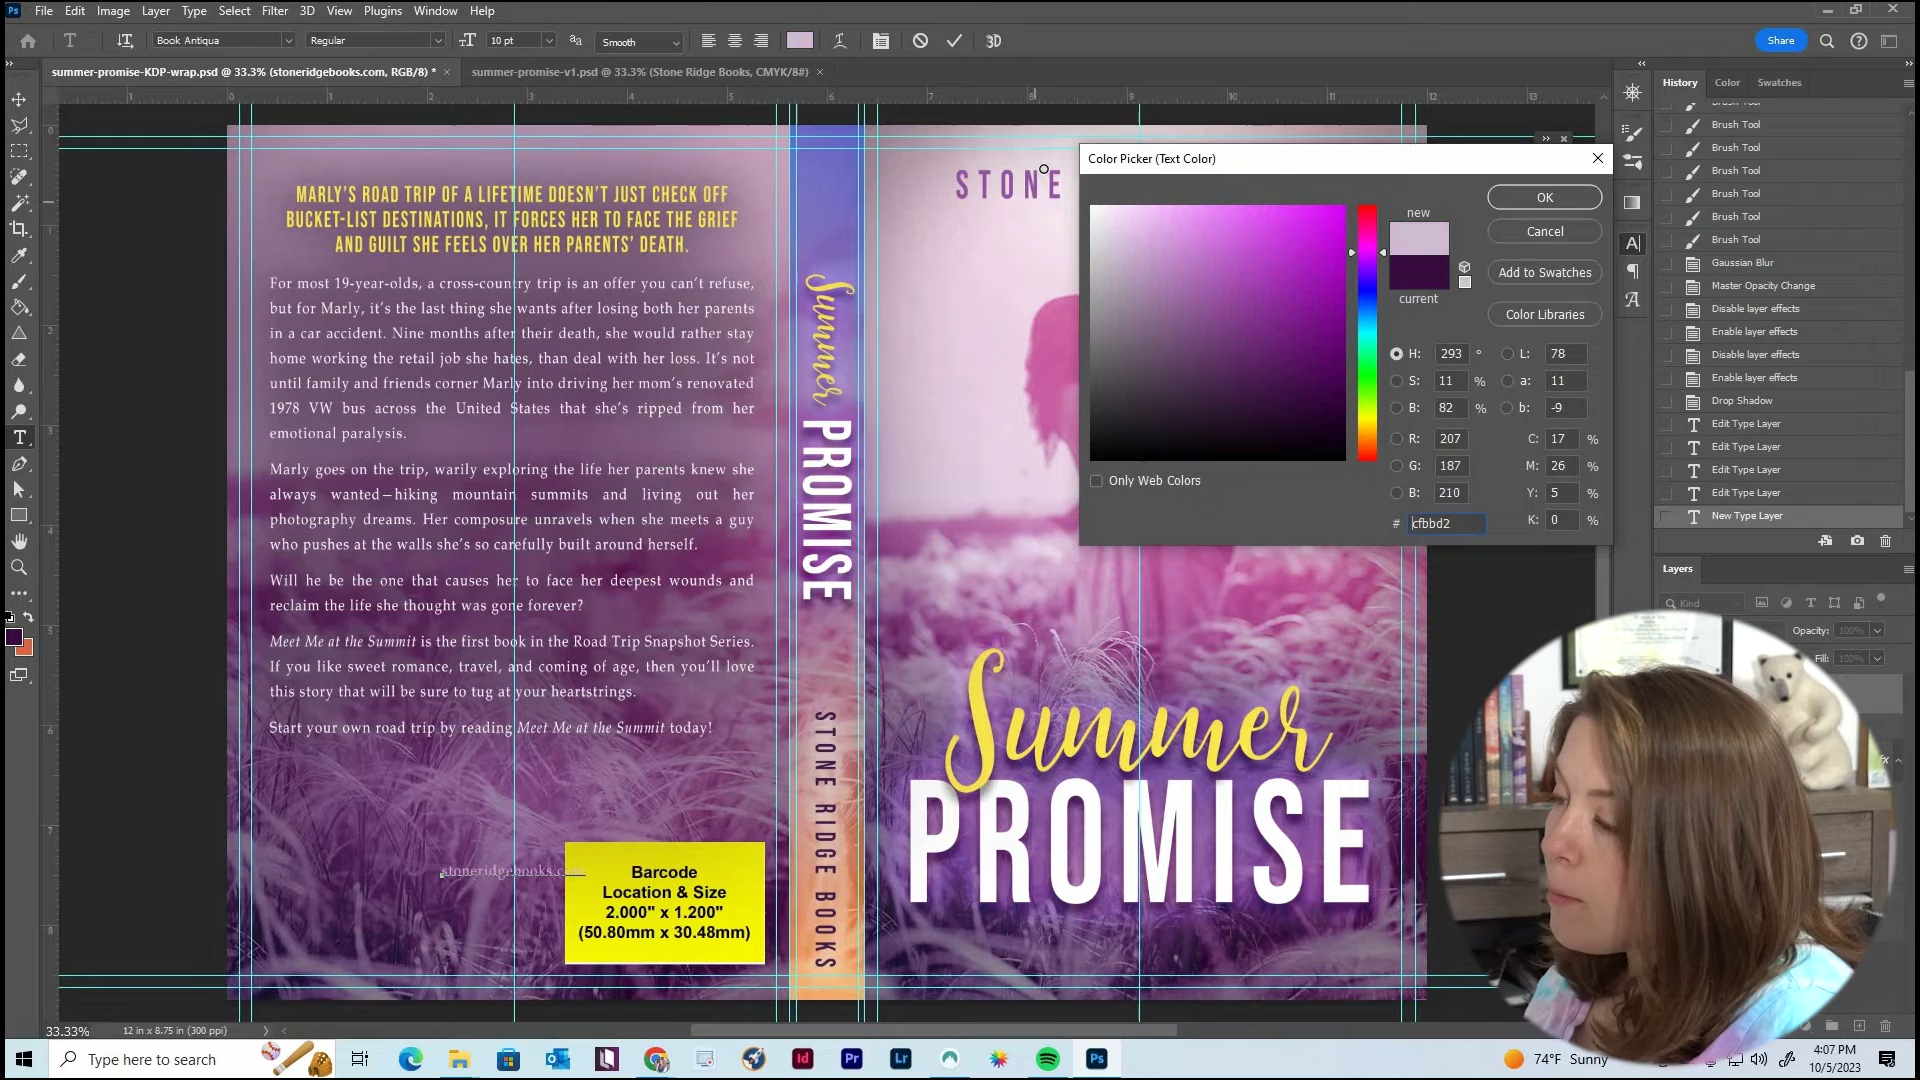 File Edit Image Layer Type Select Filter 3D View Plugins Window Help
Book Antiqua Regular 10 pt Smooth 3D Share
summer-promise-KDP-wrap.psd @ 33.3% (stoneridgebooks.com, RGB/8) *
summer-promise-v1.psd @ 33.3% (Stone Ridge Books, CMYK/8#)
MARLY'S ROAD TRIP OF A LIFETIME DOESN'T JUST CHECK OFF
BUCKET-LIST DESTINATIONS, IT FORCES HER TO FACE THE GRIEF
AND GUILT SHE FEELS OVER HER PARENTS' DEATH.
For most 19-year-olds, a cross-country trip is an offer you can't refuse,
but for Marly, it's the last thing she wants after losing both her parents
in a car accident. Nine months after their death, she would rather stay
home working the retail job she hates, than deal with her loss. It's not
until family and friends corner Marly into driving her mom's renovated
1978 VW bus across the United States that she's ripped from her
emotional paralysis.
Marly goes on the trip, warily exploring the life her parents knew she
always wanted—hiking mountain summits and living out her
photography dreams. Her composure unravels when she meets a guy
who pushes at the walls she's so carefully built around herself.
Will he be the one that causes her to face her deepest wounds and
reclaim the life she thought was gone forever?
Meet Me at the Summit is the first book in the Road Trip Snapshot Series.
If you like sweet romance, travel, and coming of age, then you'll love
this story that will be sure to tug at your heartstrings.
Start your own road trip by reading Meet Me at the Summit today!
stoneridgebooks.com
Barcode
Location & Size
2.000" x 1.200"
(50.80mm x 30.48mm)
Summer PROMISE
STONE RIDGE BOOKS
STONE
Summer
PROMISE
Color Picker (Text Color)
new
current
OK
Cancel
Add to Swatches
Color Libraries
H: 293 ° L: 78
S: 11 % a: 11
B: 82 % b: -9
R: 207 C: 17 %
G: 187 M: 26 %
B: 210 Y: 5 %
# cfbbd2 K: 0 %
Only Web Colors
History Color Swatches
Brush Tool
Brush Tool
Brush Tool
Brush Tool
Brush Tool
Brush Tool
Brush Tool
Gaussian Blur
Master Opacity Change
Disable layer effects
Enable layer effects
Disable layer effects
Enable layer effects
Drop Shadow
Edit Type Layer
Edit Type Layer
Edit Type Layer
Edit Type Layer
New Type Layer
Layers
Kind
Opacity: 100%
Fill: 100%
fx
33.33% 12 in x 8.75 in (300 ppi)
Type here to search
74°F Sunny
4:07 PM
10/5/2023